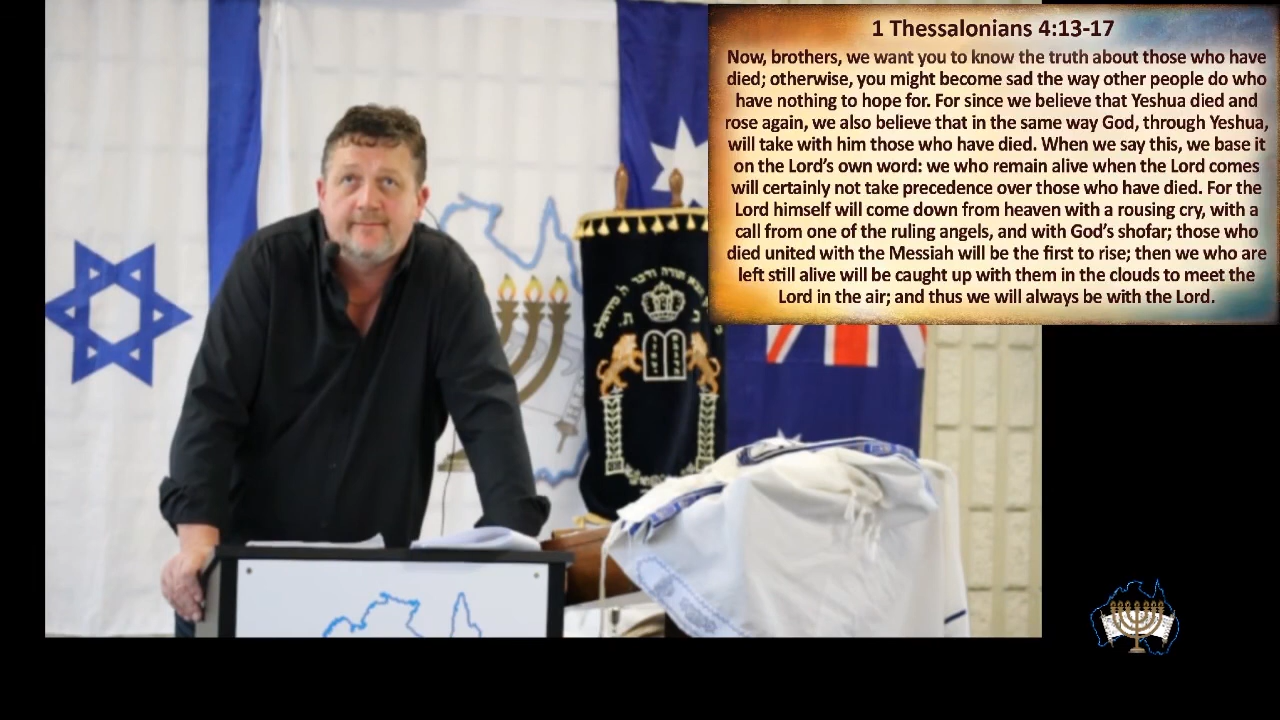 1 Thessalonians 4:13-17
Now, brothers, we want you to know the truth about those who have
died; otherwise, you might become sad the way other people do who
have nothing to hope for. For since we believe that Yeshua died and
rose again, we also believe that in the same way God, through Yeshua,
will take with him those who have died. When we say this, we base it
on the Lord's own word: we who remain alive when the Lord comes
will certainly not take precedence over those who have died. For the
Lord himself will come down from heaven with a rousing cry, with a
call from one of the ruling angels, and with God's shofar; those who
died united with the Messiah will be the first to rise; then we who are
left still alive will be caught up with them in the clouds to meet the
Lord in the air; and thus we will always be with the Lord.